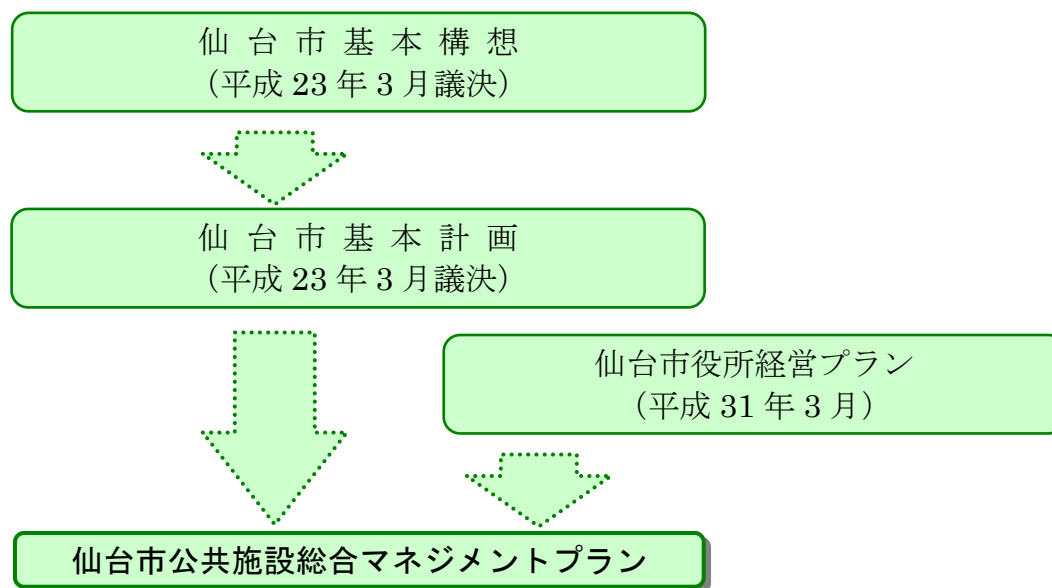 仙台市基本構想
（平成 23 年 3 月議決）
仙台市基本計画
（平成 23 年 3 月議決）
仙台市役所経営プラン
（平成 31 年 3 月）
仙台市公共施設総合マネジメントプラン